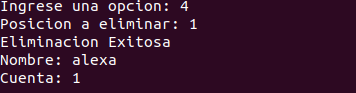 Ingrese una opcion: 4
Posicion a eliminar: 1
Eliminacion Exitosa
Nombre: alexa
Cuenta: 1